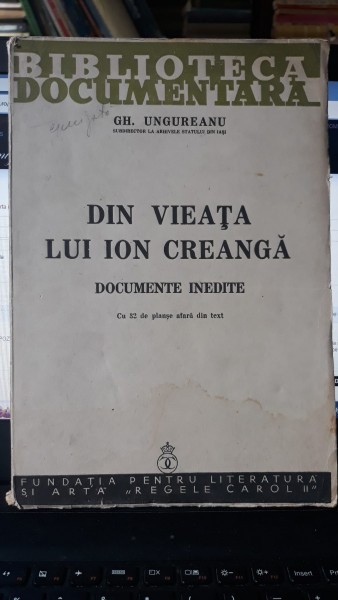 BIBLIOTECA
DOCUMENTARĂ
GH. UNGUREANU
SUBDIRECTOR LA ARHIVELE STATULUI DIN IAȘI
DIN VIEAȚA
LUI ION CREANGĂ
DOCUMENTE INEDITE
Cu 52 de planșe afară din text
FUNDAȚIA PENTRU LITERATURĂ
ȘI ARTĂ „REGELE CAROL II"
Insert